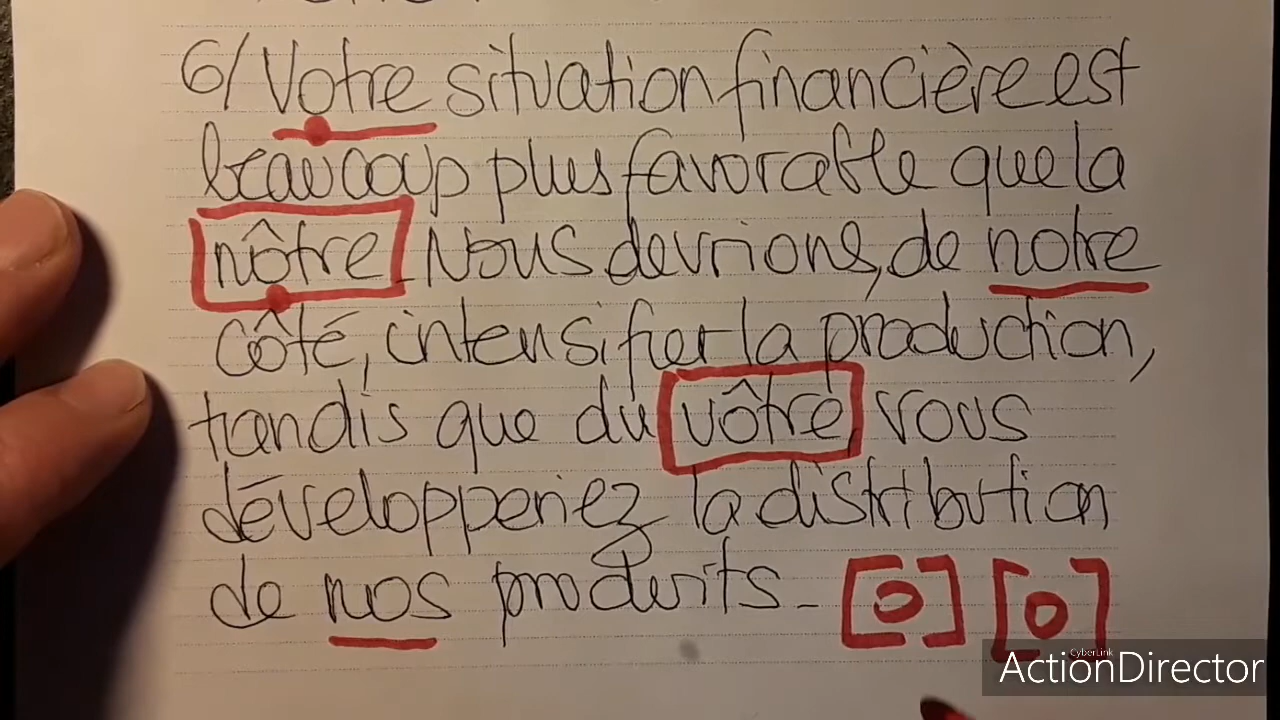 6/ Votre situation financière est
beaucoup plus favorable que la
nôtre. Nous devrions, de notre
côté, intensifier la production,
tandis que du vôtre, vous
développeriez la distribution
de nos produits.
[o] [o]
CyberLink
ActionDirector